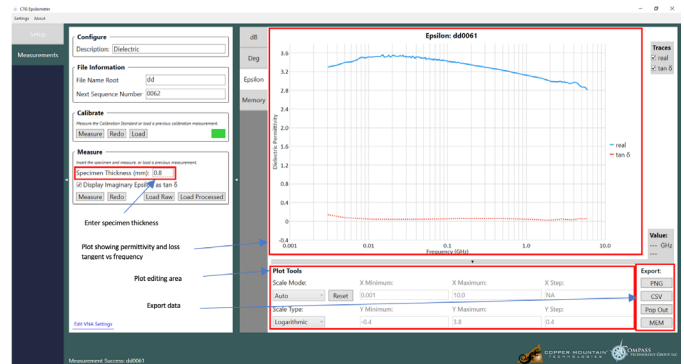 CTG Epsilometer
Settings About
Setup
Measurements
Configure
Description: Dielectric
File Information
File Name Root dd
Next Sequence Number 0062
Calibrate
Measure the Calibration Standard or load a previous calibration measurement.
Measure Redo Load
Measure
Insert the specimen and measure, or load a previous measurement.
Specimen Thickness (mm): 0.8
Display Imaginary Epsilon as tan δ
Measure Redo Load Raw Load Processed
Enter specimen thickness
Plot showing permittivity and loss
tangent vs frequency
Plot editing area
Export data
Edit VNA Settings
Measurement Success: dd0061
dB
Deg
Epsilon
Memory
Epsilon: dd0061
Dielectric Permittivity
3.6
3.2
2.8
2.4
2.0
1.6
1.2
0.8
0.4
0
-0.4
0.001 0.01 0.1 1.0 10.0
Frequency (GHz)
real
tan δ
Traces
real
tan δ
Value:
--- GHz
---
Plot Tools
Scale Mode: X Minimum: X Maximum: X Step:
Auto Reset 0.001 10.0 NA
Scale Type: Y Minimum: Y Maximum: Y Step:
Logarithmic -0.4 3.8 0.4
Export:
PNG
CSV
Pop Out
MEM
COPPER MOUNTAIN
TECHNOLOGIES
COMPASS
TECHNOLOGY GROUP, LLC